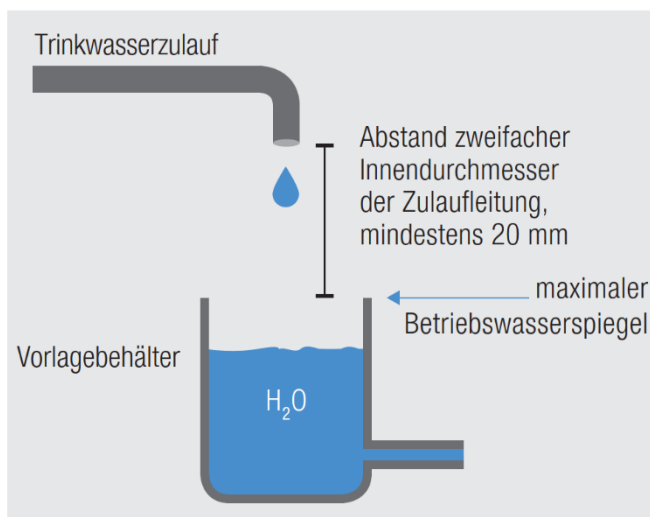 Trinkwasserzulauf
Abstand zweifacher
Innendurchmesser
der Zulaufleitung,
mindestens 20 mm
maximaler
Betriebswasserspiegel
Vorlagebehälter
H₂O